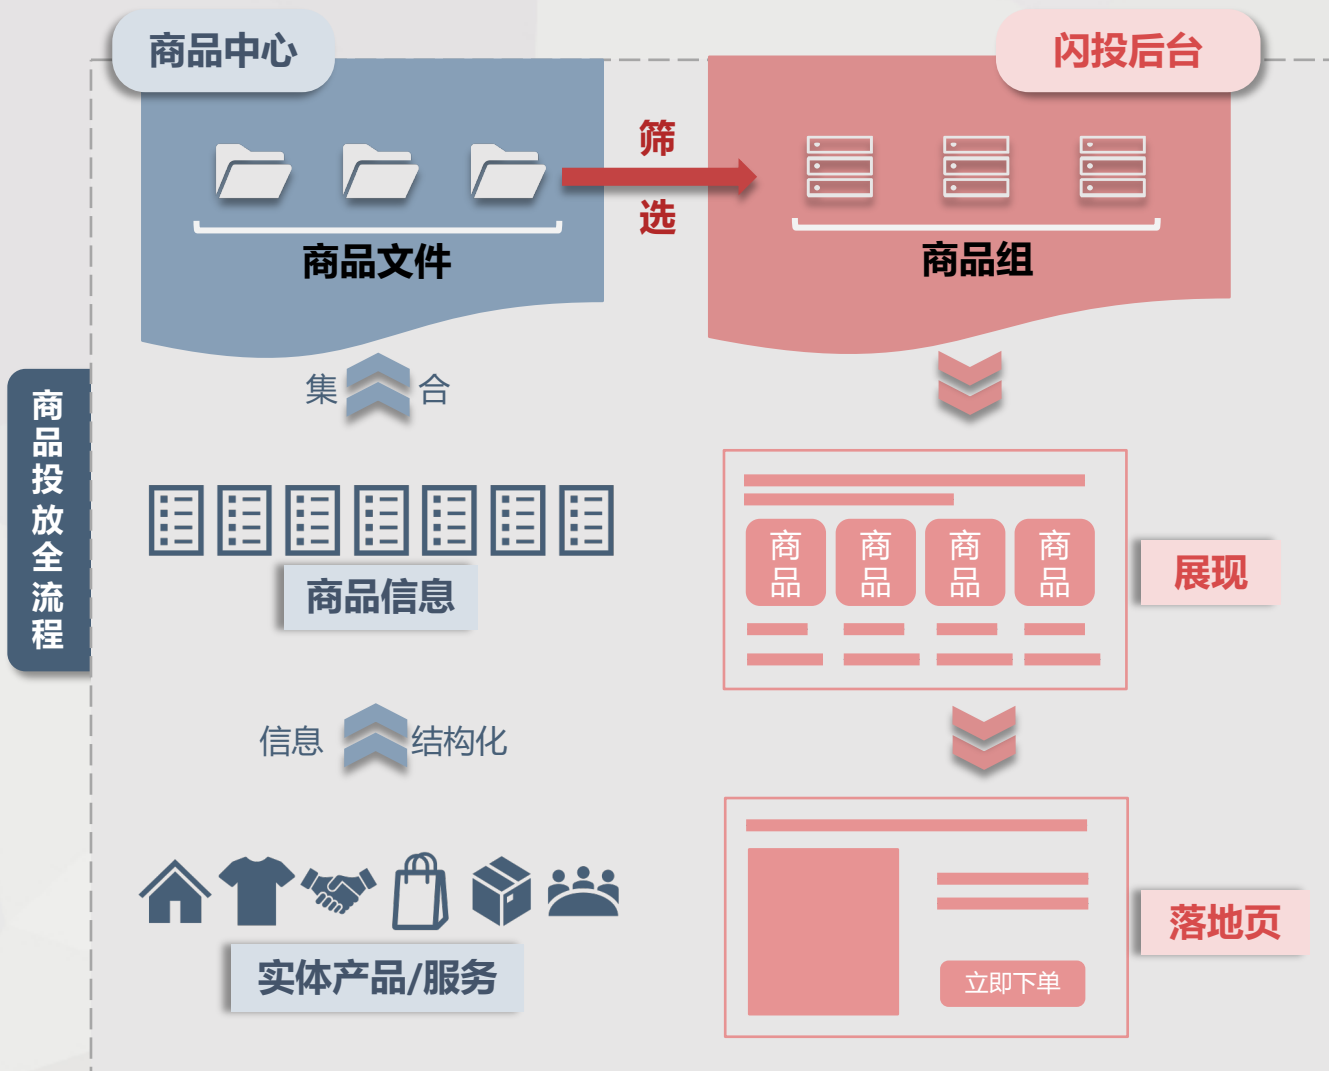 商品中心
闪投后台
筛
选
商品文件
商品组
集 合
商品投放全流程
商品
商品
商品
商品
展现
商品信息
信息 结构化
落地页
实体产品/服务
立即下单